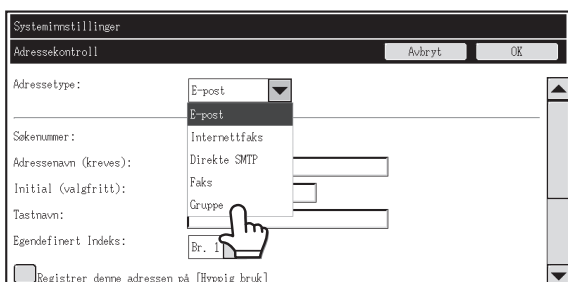 Systeminnstillinger
Adressekontroll Avbryt OK
Adressetype: E-post
E-post
Søkenummer: Internettfaks
Adressenavn (kreves): Direkte SMTP
Initial (valgfritt): Faks
Tastnavn: Gruppe
Egendefinert Indeks: Br. 1
Registrer denne adressen på [Hyppig bruk]